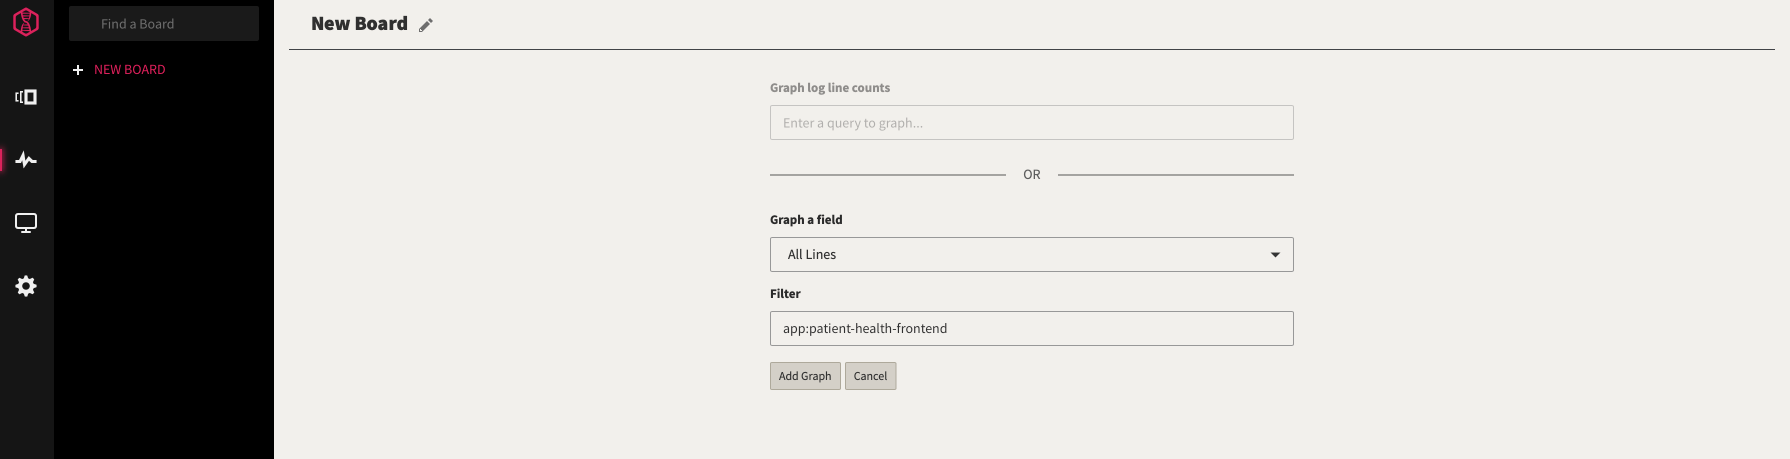 Find a Board
NEW BOARD
New Board
Graph log line counts
Enter a query to graph...
OR
Graph a field
All Lines
Filter
app:patient-health-frontend
Add Graph
Cancel